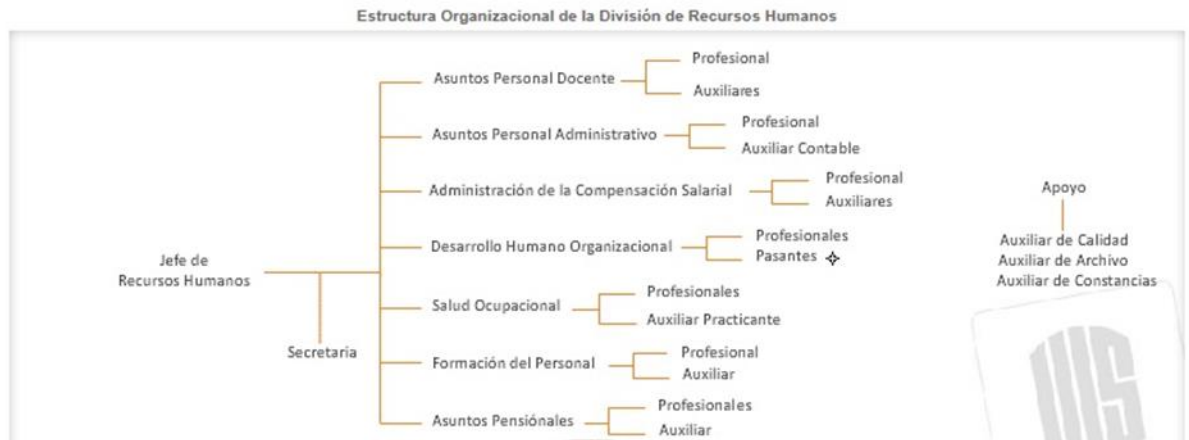 Estructura Organizacional de la División de Recursos Humanos
Asuntos Personal Docente
Profesional
Auxiliares
Asuntos Personal Administrativo
Profesional
Auxiliar Contable
Administración de la Compensación Salarial
Profesional
Auxiliares
Desarrollo Humano Organizacional
Profesionales
Pasantes
Salud Ocupacional
Profesionales
Auxiliar Practicante
Formación del Personal
Profesional
Auxiliar
Asuntos Pensiónales
Profesionales
Auxiliar
Jefe de
Recursos Humanos
Secretaria
Apoyo
Auxiliar de Calidad
Auxiliar de Archivo
Auxiliar de Constancias
UIS